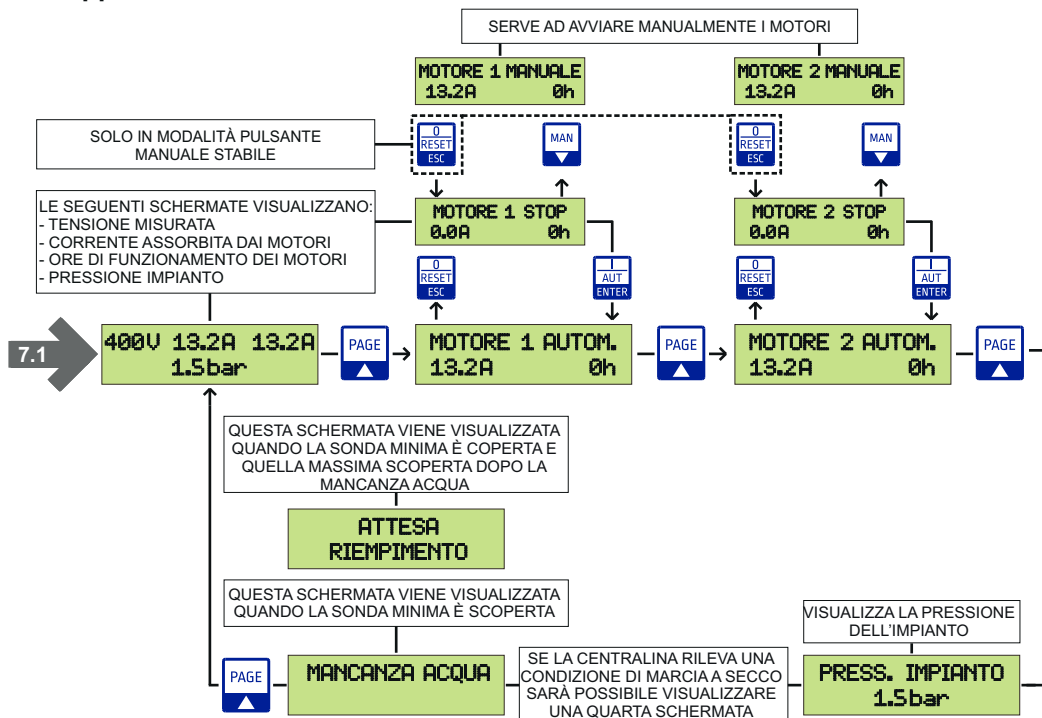 SERVE AD AVVIARE MANUALMENTE I MOTORI
MOTORE 1 MANUALE
13.2A 0h
MOTORE 2 MANUALE
13.2A 0h
SOLO IN MODALITÀ PULSANTE
MANUALE STABILE
0
RESET
ESC
MAN
0
RESET
ESC
MAN
LE SEGUENTI SCHERMATE VISUALIZZANO:
- TENSIONE MISURATA
- CORRENTE ASSORBITA DAI MOTORI
- ORE DI FUNZIONAMENTO DEI MOTORI
- PRESSIONE IMPIANTO
MOTORE 1 STOP
0.0A 0h
MOTORE 2 STOP
0.0A 0h
0
RESET
ESC
I
AUT
ENTER
0
RESET
ESC
I
AUT
ENTER
7.1
400V 13.2A 13.2A
1.5bar
PAGE
MOTORE 1 AUTOM.
13.2A 0h
PAGE
MOTORE 2 AUTOM.
13.2A 0h
PAGE
QUESTA SCHERMATA VIENE VISUALIZZATA
QUANDO LA SONDA MINIMA È COPERTA E
QUELLA MASSIMA SCOPERTA DOPO LA
MANCANZA ACQUA
ATTESA
RIEMPIMENTO
QUESTA SCHERMATA VIENE VISUALIZZATA
QUANDO LA SONDA MINIMA È SCOPERTA
VISUALIZZA LA PRESSIONE
DELL'IMPIANTO
PAGE
MANCANZA ACQUA
SE LA CENTRALINA RILEVA UNA
CONDIZIONE DI MARCIA A SECCO
SARÀ POSSIBILE VISUALIZZARE
UNA QUARTA SCHERMATA
PRESS. IMPIANTO
1.5bar